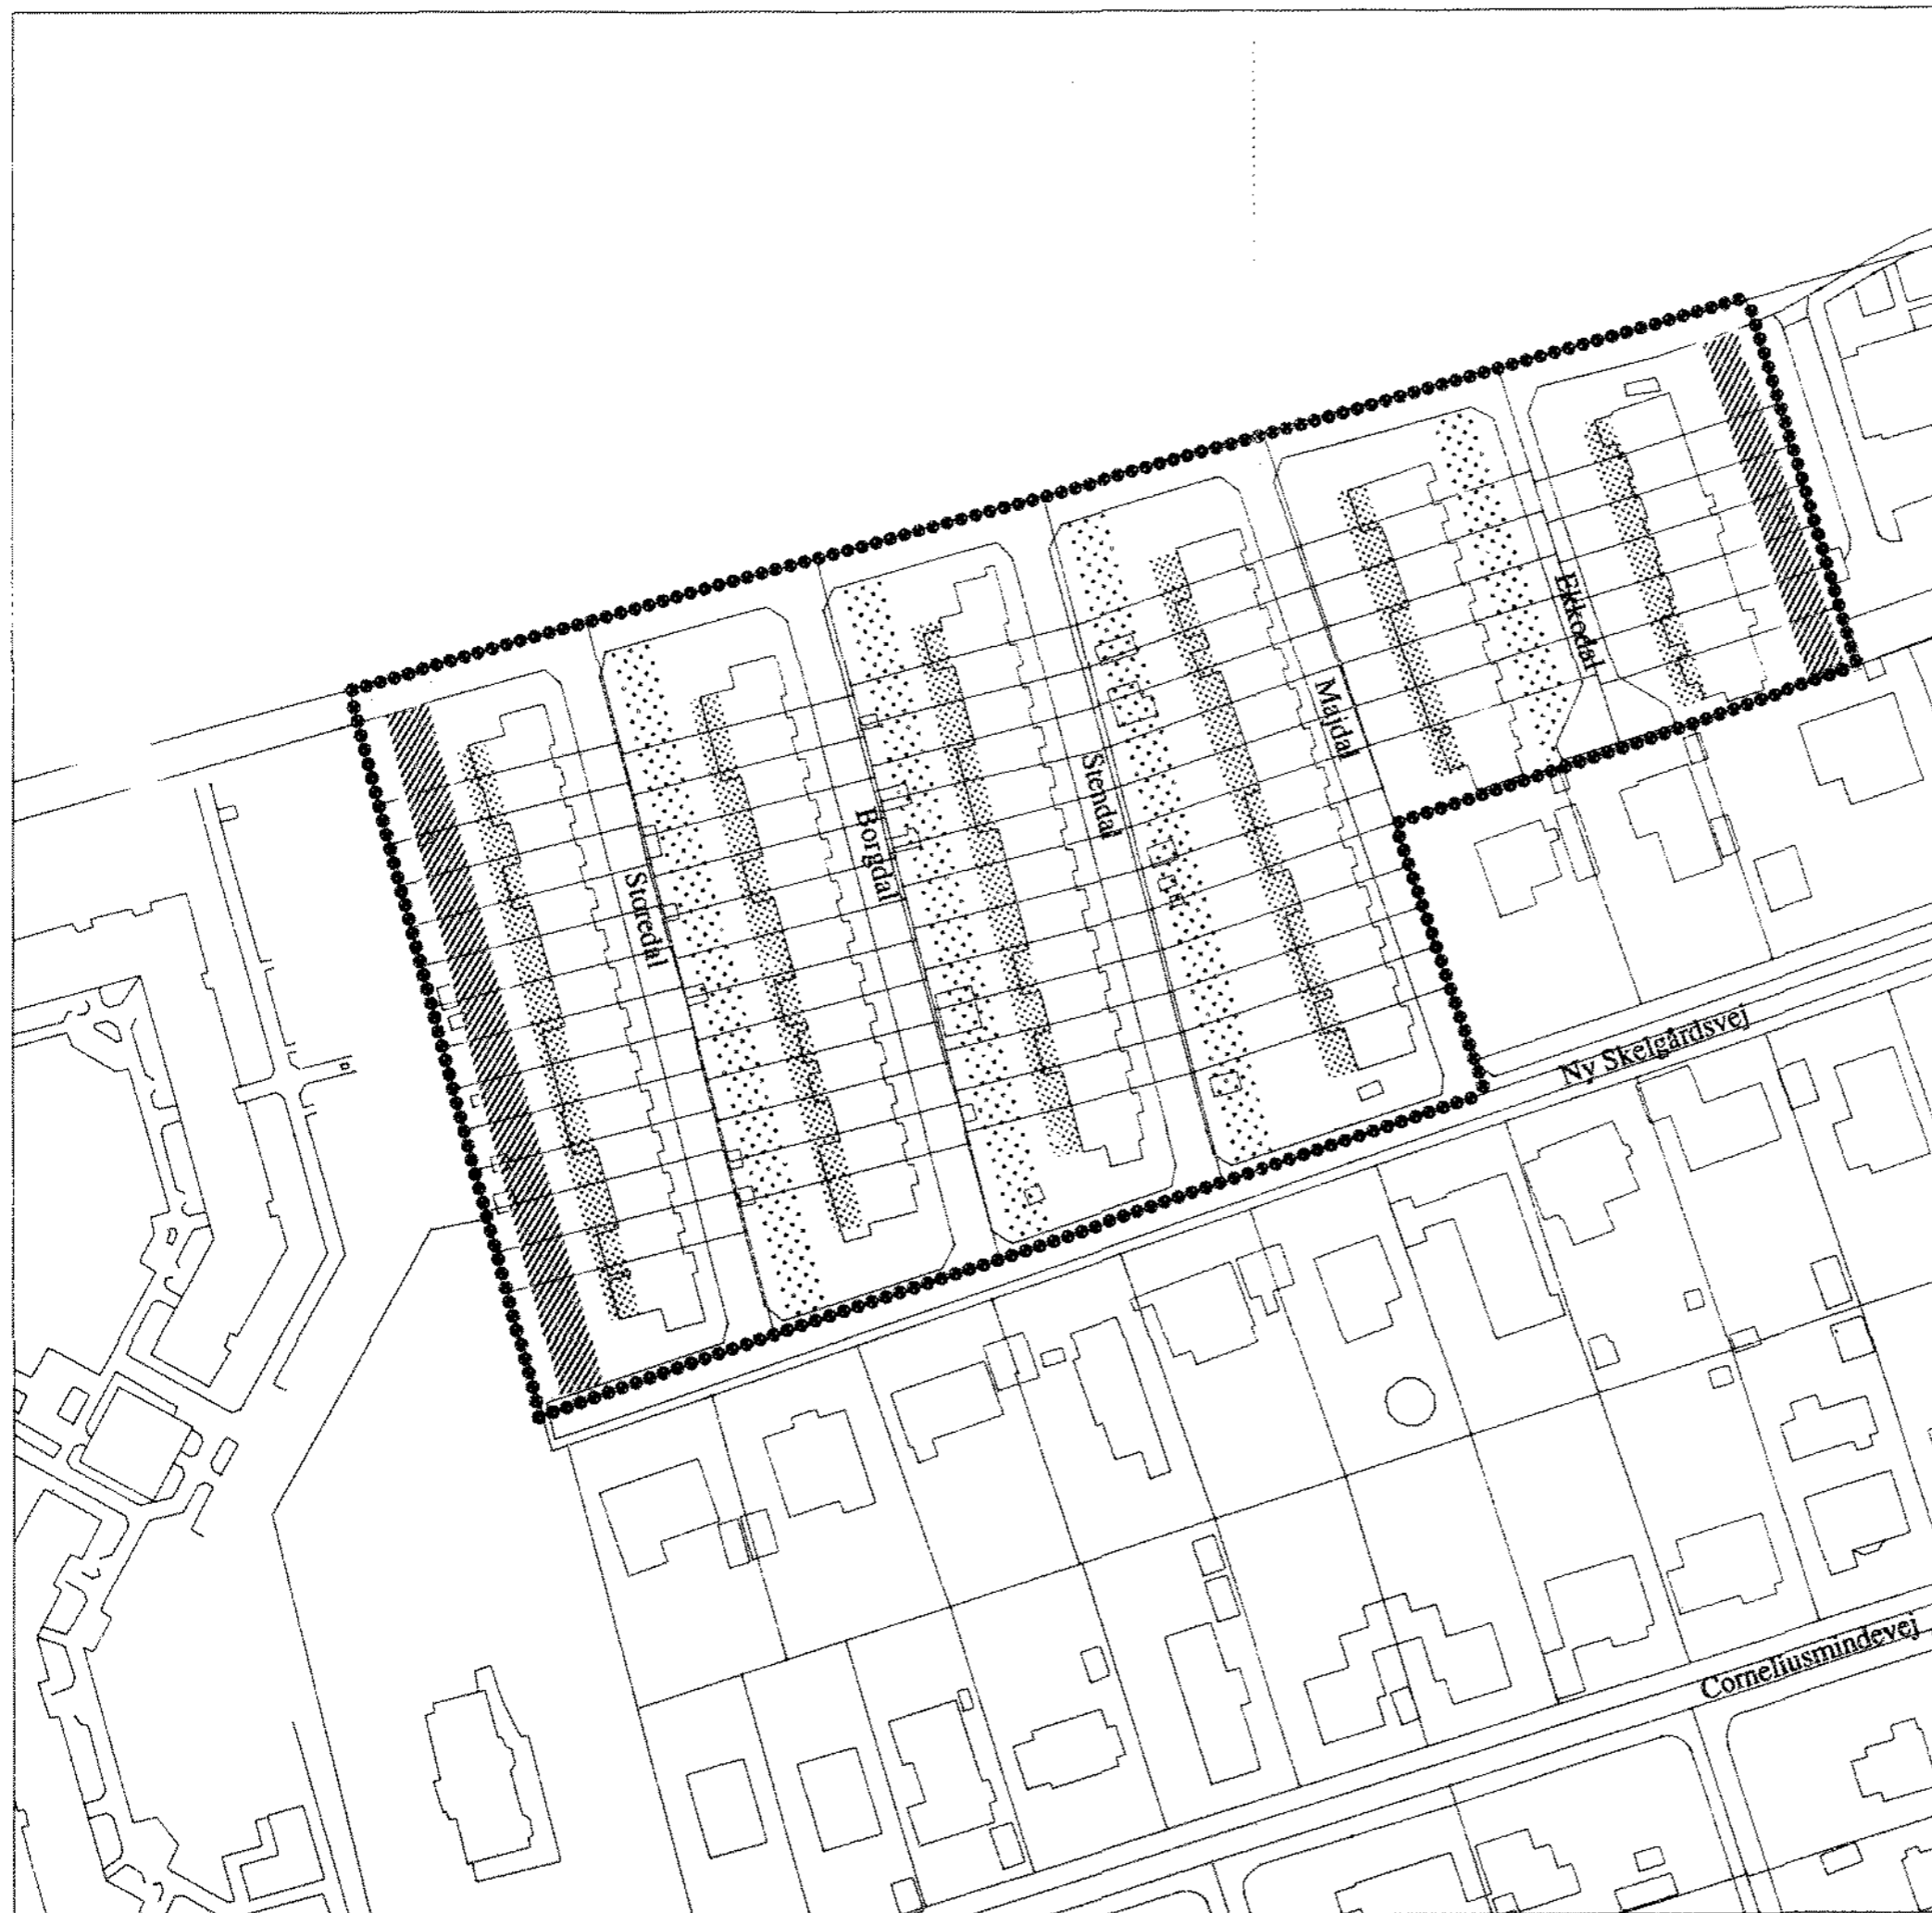 Ekkodal
Majdal
Stendal
Borgdal
Storedal
Ny Skelgårdsvej
Corneliusmindevej